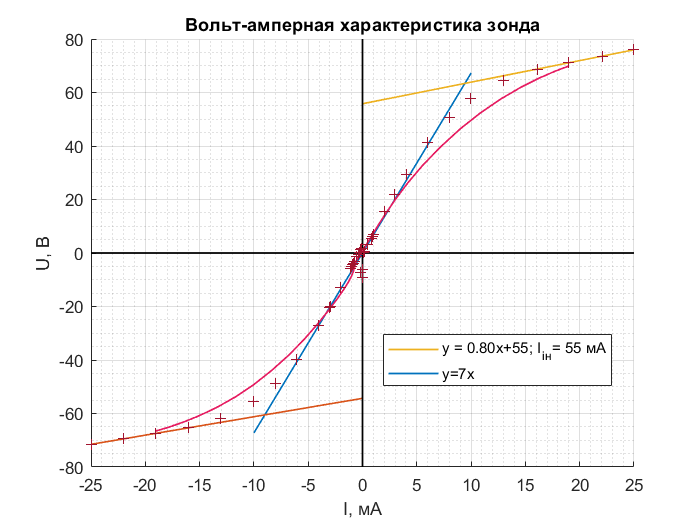 Вольт-амперная характеристика зонда
U, В
80
60
40
20
0
-20
-40
-60
-80
y = 0.80x+55; Iін= 55 мА
y=7x
-25 -20 -15 -10 -5 0 5 10 15 20 25
I, мА